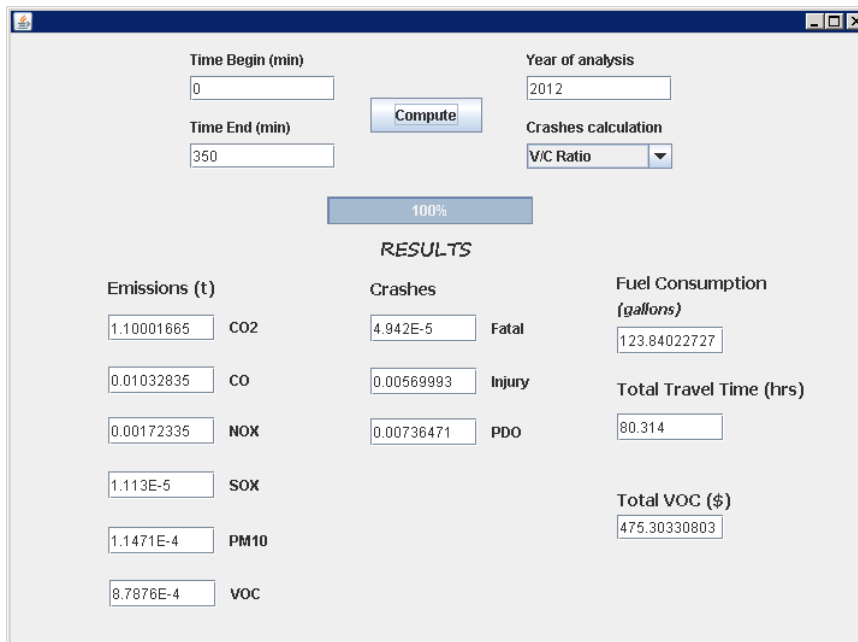 Time Begin (min)
0
Time End (min)
350
Compute
Year of analysis
2012
Crashes calculation
V/C Ratio
100%
RESULTS
Emissions (t)
1.10001665 CO2
0.01032835 CO
0.00172335 NOX
1.113E-5 SOX
1.1471E-4 PM10
8.7876E-4 VOC
Crashes
4.942E-5 Fatal
0.00569993 Injury
0.00736471 PDO
Fuel Consumption
(gallons)
123.84022727
Total Travel Time (hrs)
80.314
Total VOC ($)
475.30330803